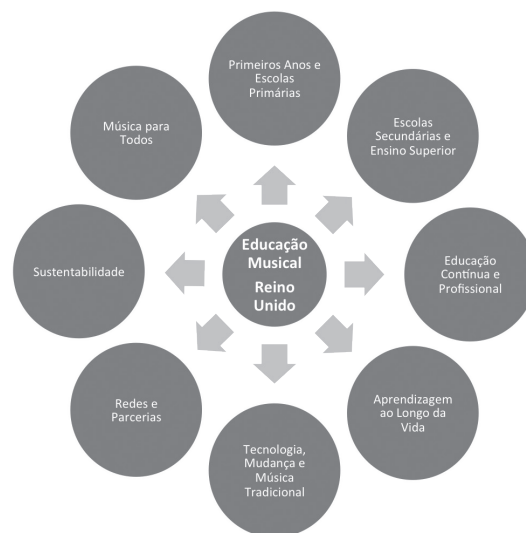 Primeiros Anos e
Escolas
Primárias
Escolas
Secundárias e
Ensino Superior
Educação
Contínua e
Profissional
Aprendizagem
ao Longo da
Vida
Tecnologia,
Mudança e
Música
Tradicional
Redes e
Parcerias
Sustentabilidade
Música para
Todos
Educação
Musical
Reino
Unido